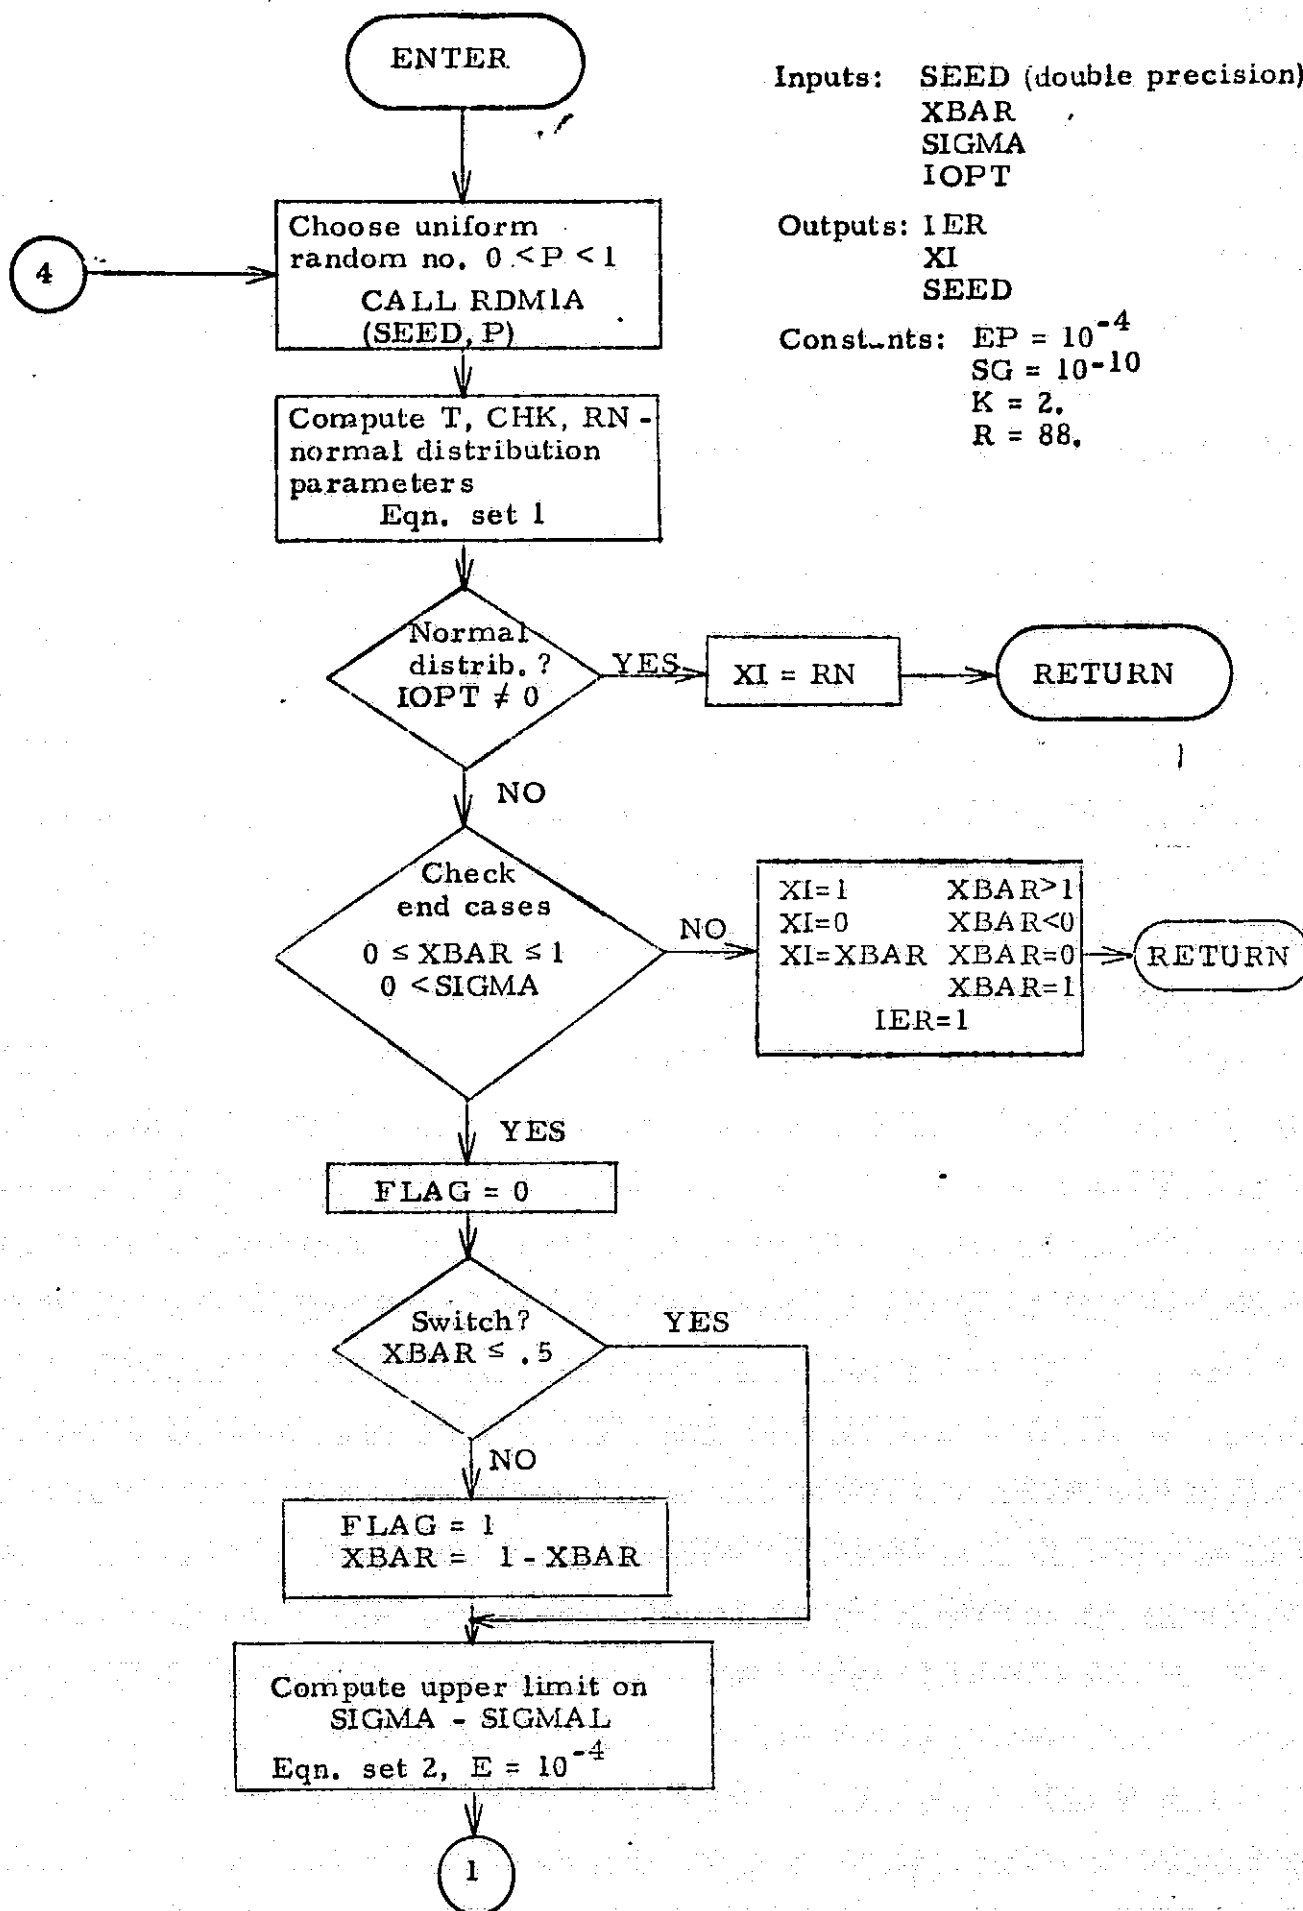 ENTER
Inputs: SEED (double precision)
XBAR
SIGMA
IOPT
Outputs: IER
XI
SEED
Constants: EP = 10^-4
SG = 10^-10
K = 2.
R = 88.
4
Choose uniform
random no. 0 < P < 1
CALL RDM1A
(SEED, P)
Compute T, CHK, RN -
normal distribution
parameters
Eqn. set 1
Normal
distrib. ?
IOPT ≠ 0
YES
XI = RN
RETURN
NO
Check
end cases
0 ≤ XBAR ≤ 1
0 < SIGMA
NO
XI=1 XBAR>1
XI=0 XBAR<0
XI=XBAR XBAR=0
XBAR=1
IER=1
RETURN
YES
FLAG = 0
Switch?
XBAR ≤ .5
YES
NO
FLAG = 1
XBAR = 1 - XBAR
Compute upper limit on
SIGMA - SIGMAL
Eqn. set 2, E = 10^-4
1